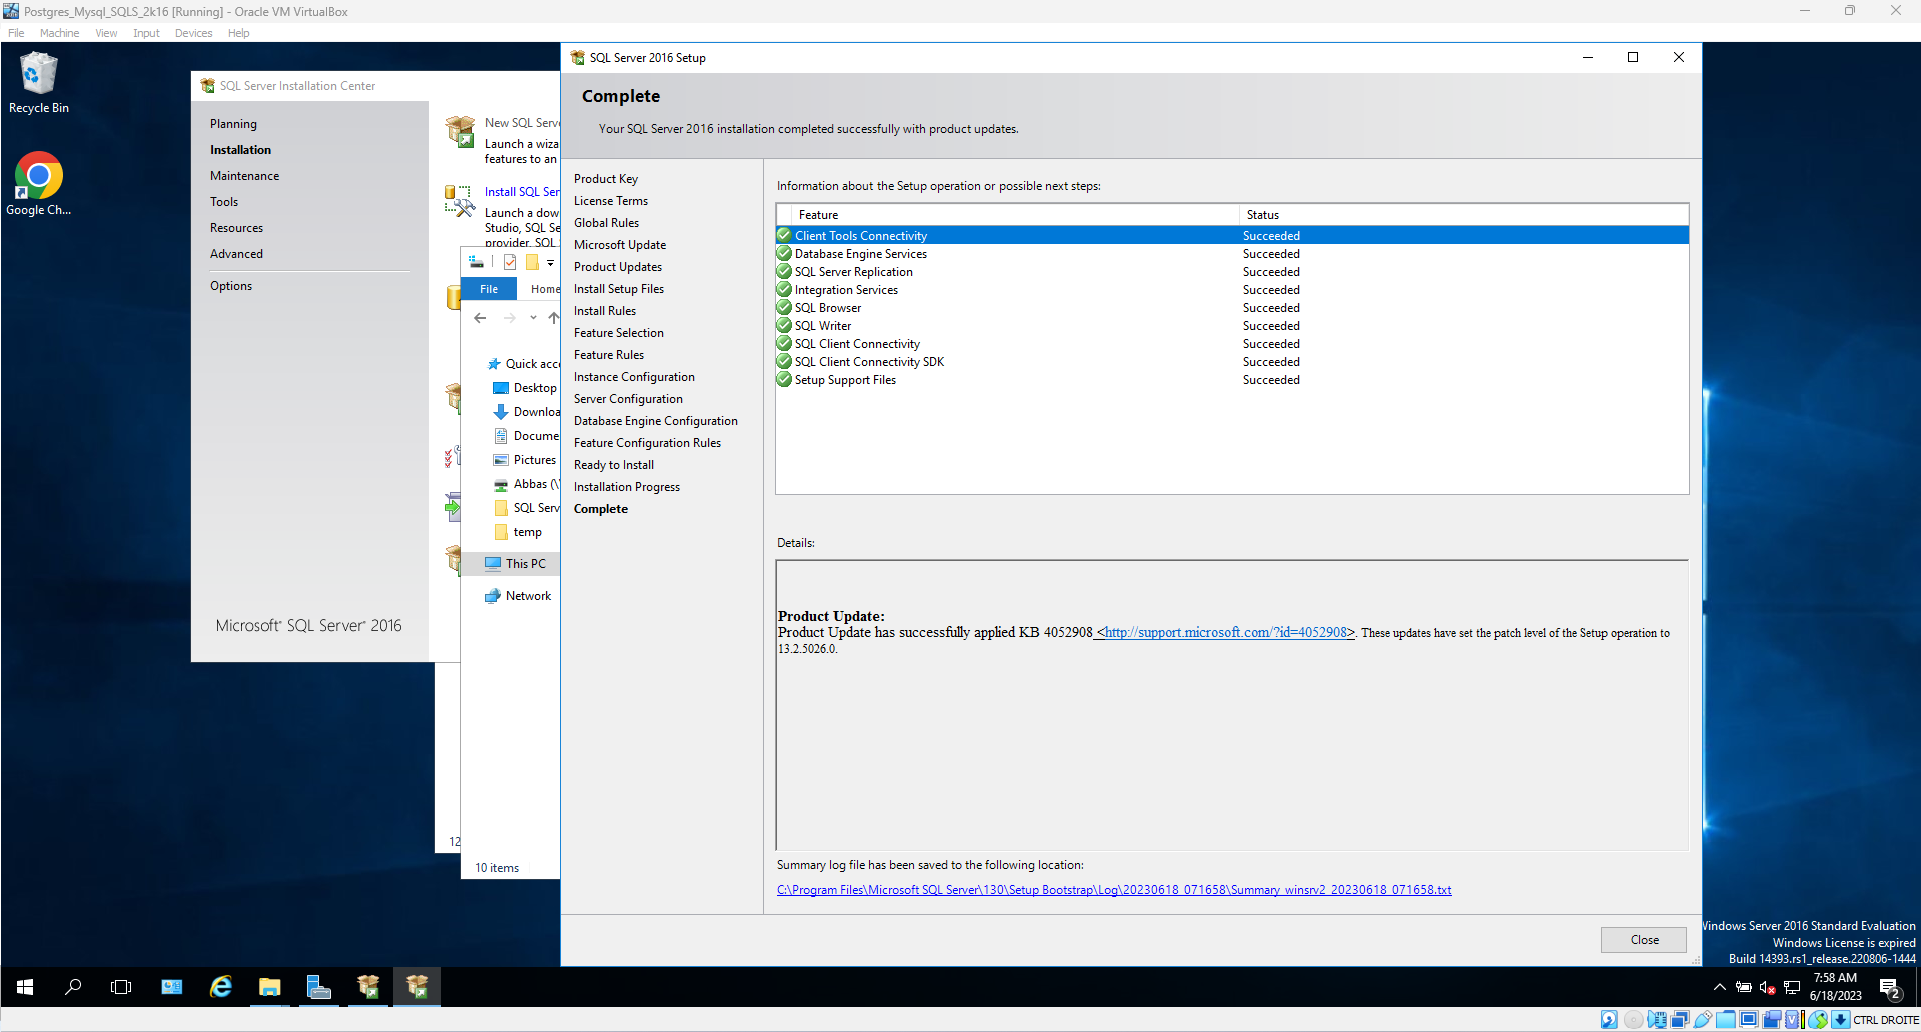 Postgres_Mysql_SQLS_2k16 [Running] - Oracle VM VirtualBox
File Machine View Input Devices Help
Recycle Bin
Google Ch...
SQL Server Installation Center
Planning
Installation
Maintenance
Tools
Resources
Advanced
Options
Microsoft SQL Server 2016
New SQL Serve
Launch a wiza
features to an
Install SQL Ser
Launch a dow
Studio, SQL Se
provider, SQL
12
File Home
Quick acce
Desktop
Downloa
Docume
Pictures
Abbas (\\
SQL Serv
temp
This PC
Network
10 items
SQL Server 2016 Setup
Complete
Your SQL Server 2016 installation completed successfully with product updates.
Product Key
License Terms
Global Rules
Microsoft Update
Product Updates
Install Setup Files
Install Rules
Feature Selection
Feature Rules
Instance Configuration
Server Configuration
Database Engine Configuration
Feature Configuration Rules
Ready to Install
Installation Progress
Complete
Information about the Setup operation or possible next steps:
Feature Status
Client Tools Connectivity Succeeded
Database Engine Services Succeeded
SQL Server Replication Succeeded
Integration Services Succeeded
SQL Browser Succeeded
SQL Writer Succeeded
SQL Client Connectivity Succeeded
SQL Client Connectivity SDK Succeeded
Setup Support Files Succeeded
Details:
Product Update:
Product Update has successfully applied KB 4052908 <http://support.microsoft.com/?id=4052908>. These updates have set the patch level of the Setup operation to
13.2.5026.0.
Summary log file has been saved to the following location:
C:\Program Files\Microsoft SQL Server\130\Setup Bootstrap\Log\20230618_071658\Summary_winsrv2_20230618_071658.txt
Close
Windows Server 2016 Standard Evaluation
Windows License is expired
Build 14393.rs1_release.220806-1444
7:58 AM
6/18/2023
2
CTRL DROITE